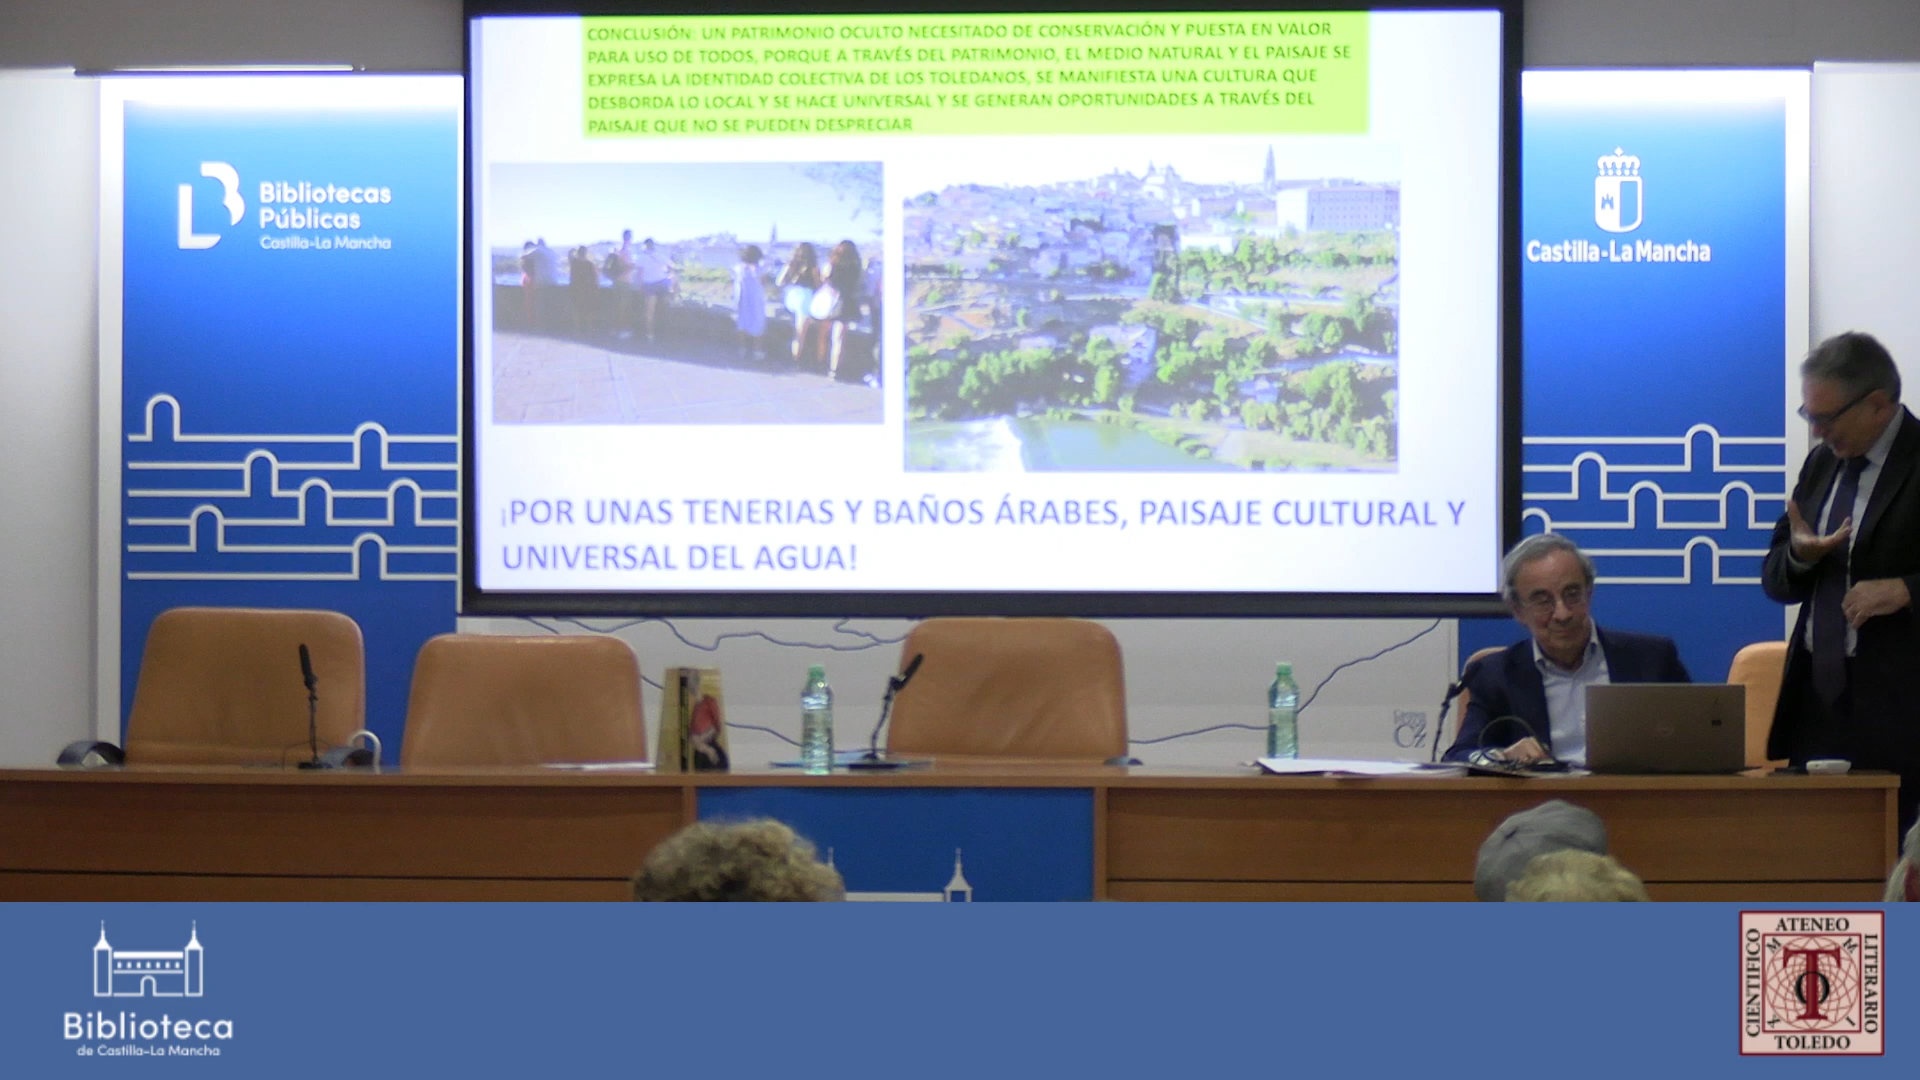 CONCLUSIÓN: UN PATRIMONIO OCULTO NECESITADO DE CONSERVACIÓN Y PUESTA EN VALOR
PARA USO DE TODOS, PORQUE A TRAVÉS DEL PATRIMONIO, EL MEDIO NATURAL Y EL PAISAJE SE
EXPRESA LA IDENTIDAD COLECTIVA DE LOS TOLEDANOS, SE MANIFIESTA UNA CULTURA QUE
DESBORDA LO LOCAL Y SE HACE UNIVERSAL Y SE GENERAN OPORTUNIDADES A TRAVÉS DEL
PAISAJE QUE NO SE PUEDEN DESPRECIAR
¡POR UNAS TENERIAS Y BAÑOS ÁRABES, PAISAJE CULTURAL Y
UNIVERSAL DEL AGUA!
Bibliotecas
Públicas
Castilla-La Mancha
Castilla-La Mancha
Biblioteca
de Castilla-La Mancha
ATENEO
CIENTIFICO
LITERARIO
TOLEDO